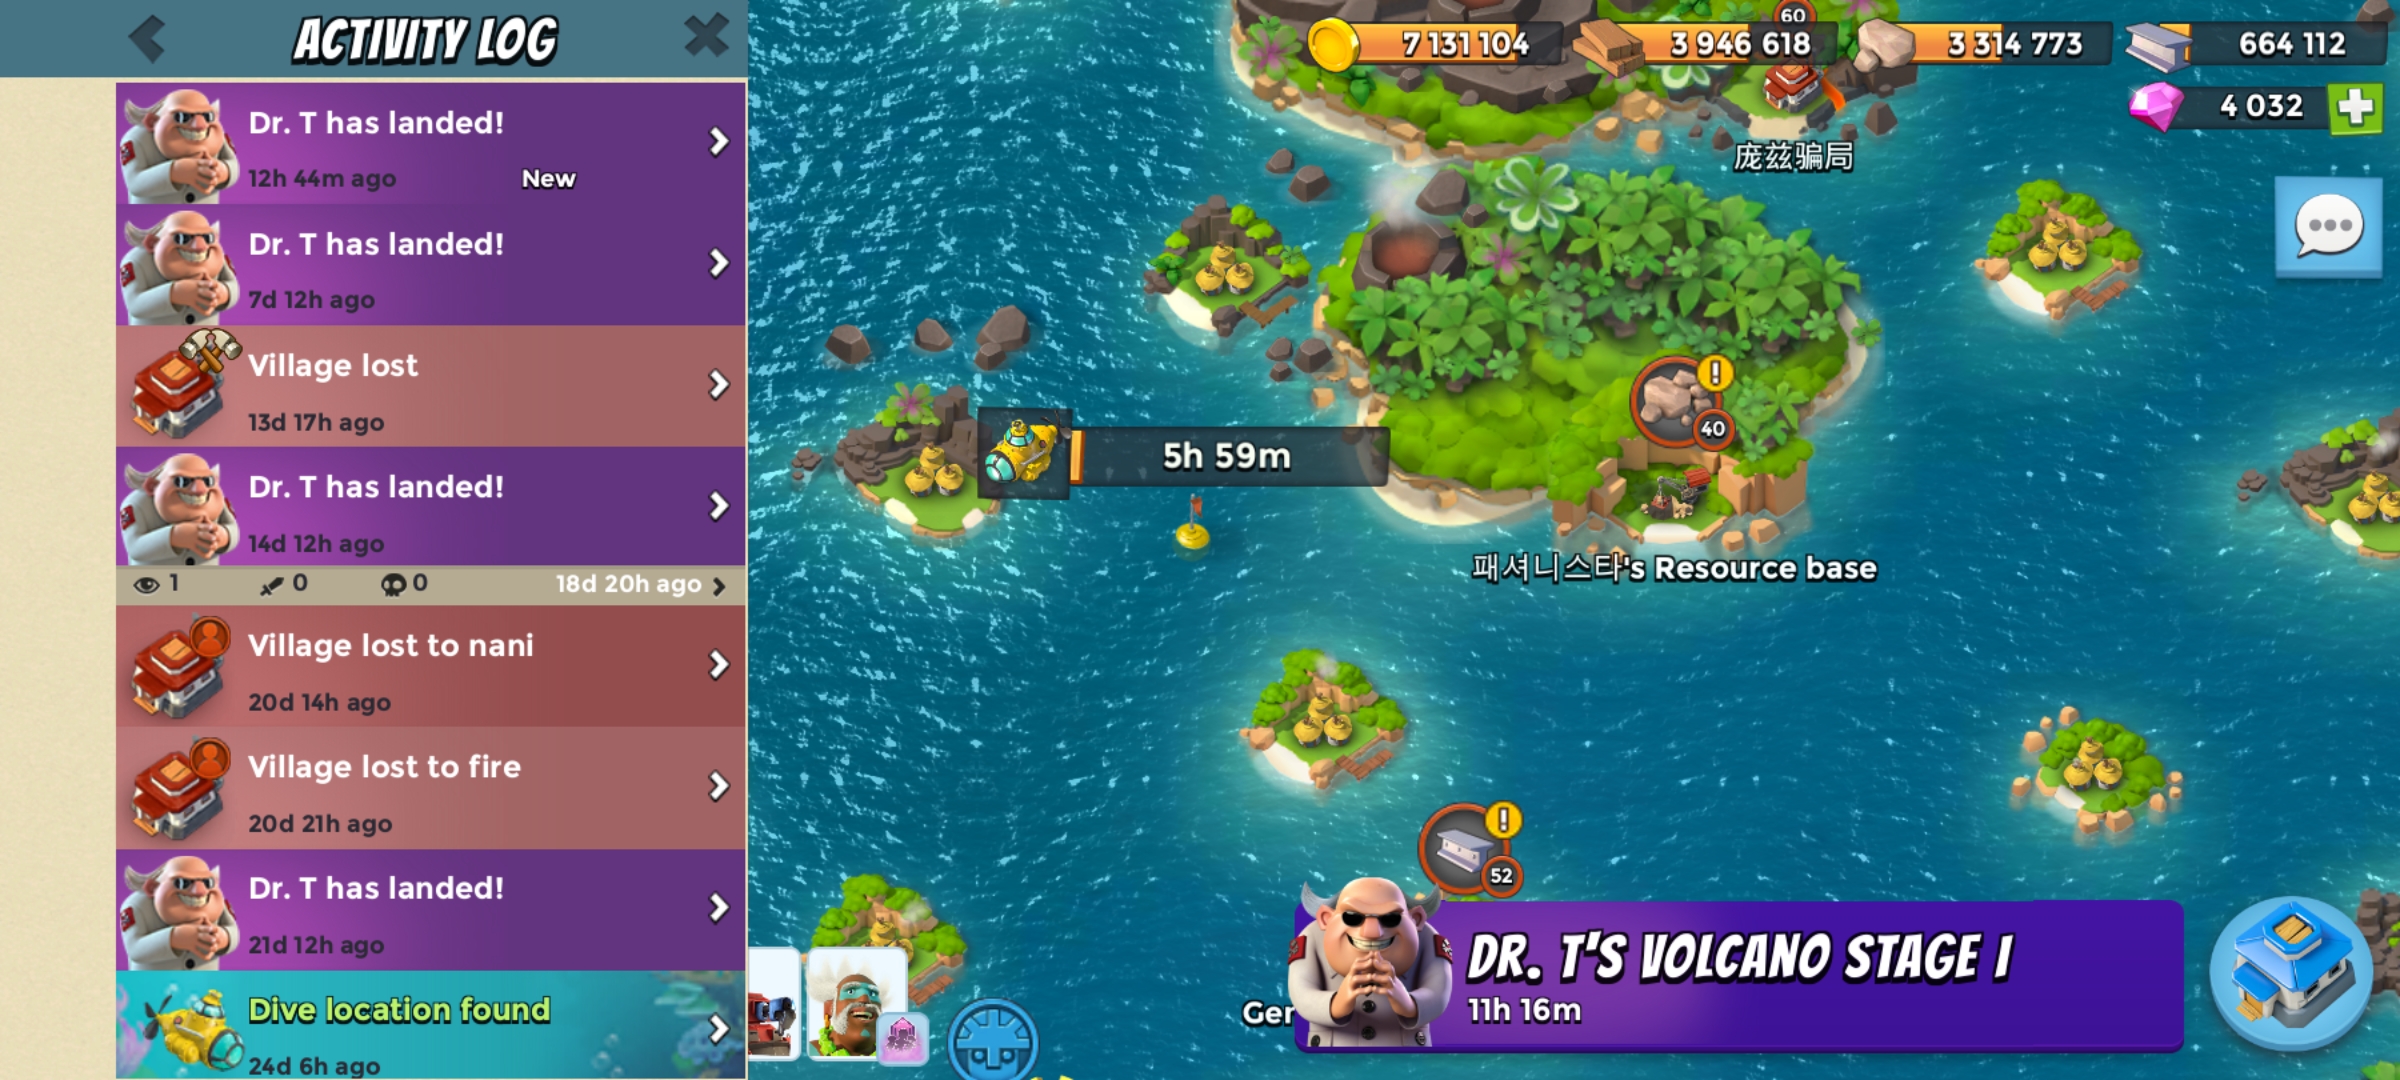 ACTIVITY LOG
Dr. T has landed!
12h 44m ago
New
Dr. T has landed!
7d 12h ago
Village lost
13d 17h ago
Dr. T has landed!
14d 12h ago
1 0 0 18d 20h ago
Village lost to nani
20d 14h ago
Village lost to fire
20d 21h ago
Dr. T has landed!
21d 12h ago
Dive location found
24d 6h ago
60
7 131 104
3 946 618
3 314 773
664 112
4 032
庞兹骗局
40
5h 59m
패셔니스타's Resource base
52
Ger
DR. T'S VOLCANO STAGE I
11h 16m